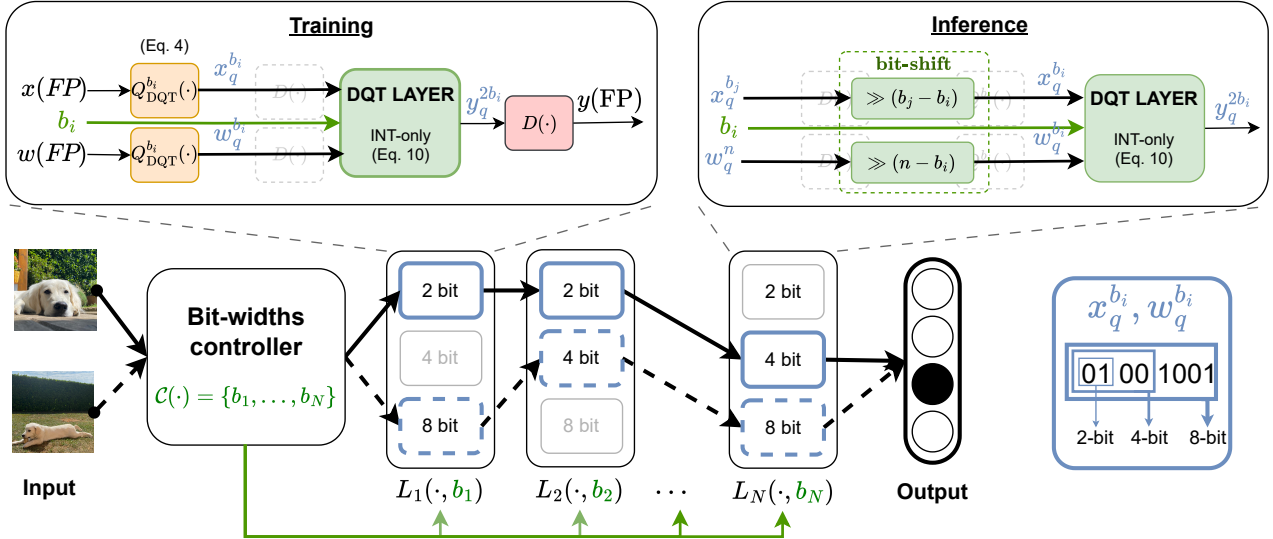 Training
(Eq. 4)
x(FP)
Q_DQT^{b_i}(·)
x_q^{b_i}
D(·)
b_i
w(FP)
Q_DQT^{b_i}(·)
w_q^{b_i}
D(·)
DQT LAYER
INT-only
(Eq. 10)
y_q^{2b_i}
D(·)
y(FP)
Inference
bit-shift
x_q^{b_j}
≫ (b_j − b_i)
x_q^{b_i}
b_i
w_q^n
≫ (n − b_i)
w_q^{b_i}
DQT LAYER
INT-only
(Eq. 10)
y_q^{2b_i}
Input
Bit-widths
controller
𝒞(·) = {b_1, . . . , b_N}
2 bit
4 bit
8 bit
L_1(·, b_1)
2 bit
4 bit
8 bit
L_2(·, b_2)
· · ·
2 bit
4 bit
8 bit
L_N(·, b_N)
Output
x_q^{b_i}, w_q^{b_i}
01 00 1001
2-bit 4-bit 8-bit